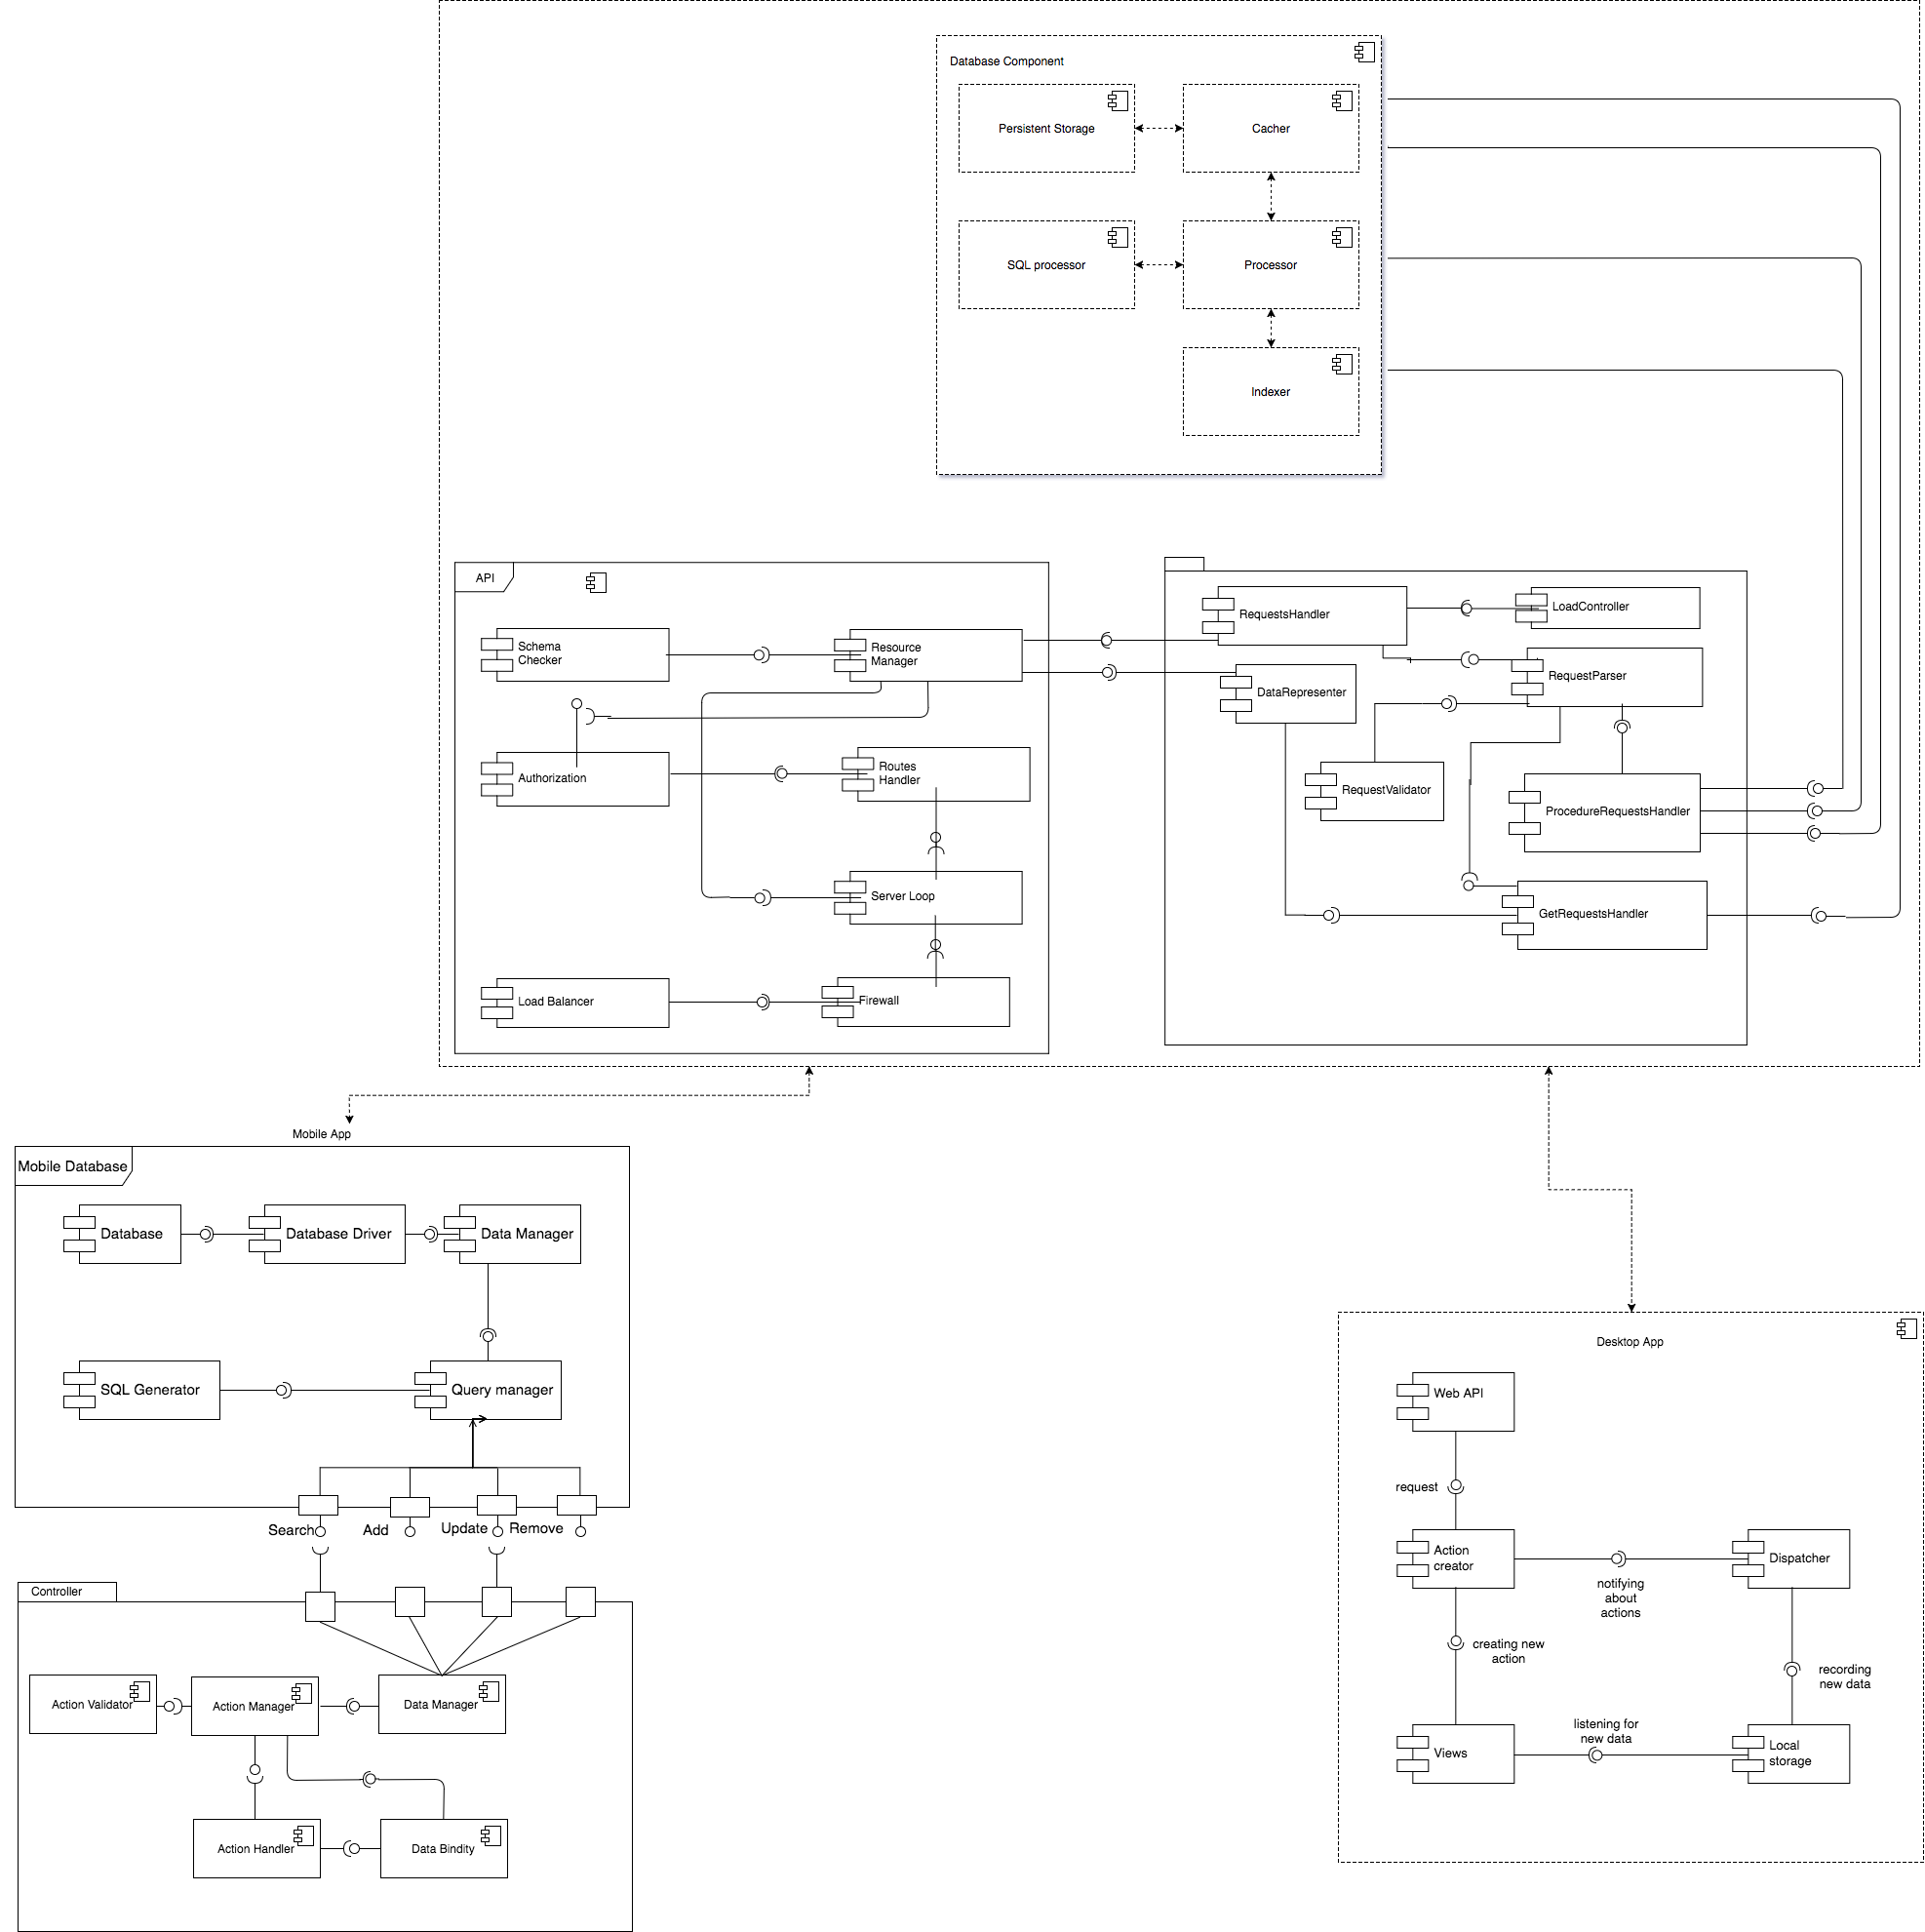 Database Component
Persistent Storage
Cacher
SQL processor
Processor
Indexer
API
Schema
Checker
Resource
Manager
Authorization
Routes
Handler
Server Loop
Load Balancer
Firewall
RequestsHandler
LoadController
DataRepresenter
RequestParser
RequestValidator
ProcedureRequestsHandler
GetRequestsHandler
Mobile App
Mobile Database
Database
Database Driver
Data Manager
SQL Generator
Query manager
Search
Add
Update
Remove
Controller
Action Validator
Action Manager
Data Manager
Action Handler
Data Bindity
Desktop App
Web API
request
Action
creator
Dispatcher
notifying
about
actions
creating new
action
recording
new data
listening for
new data
Views
Local
storage